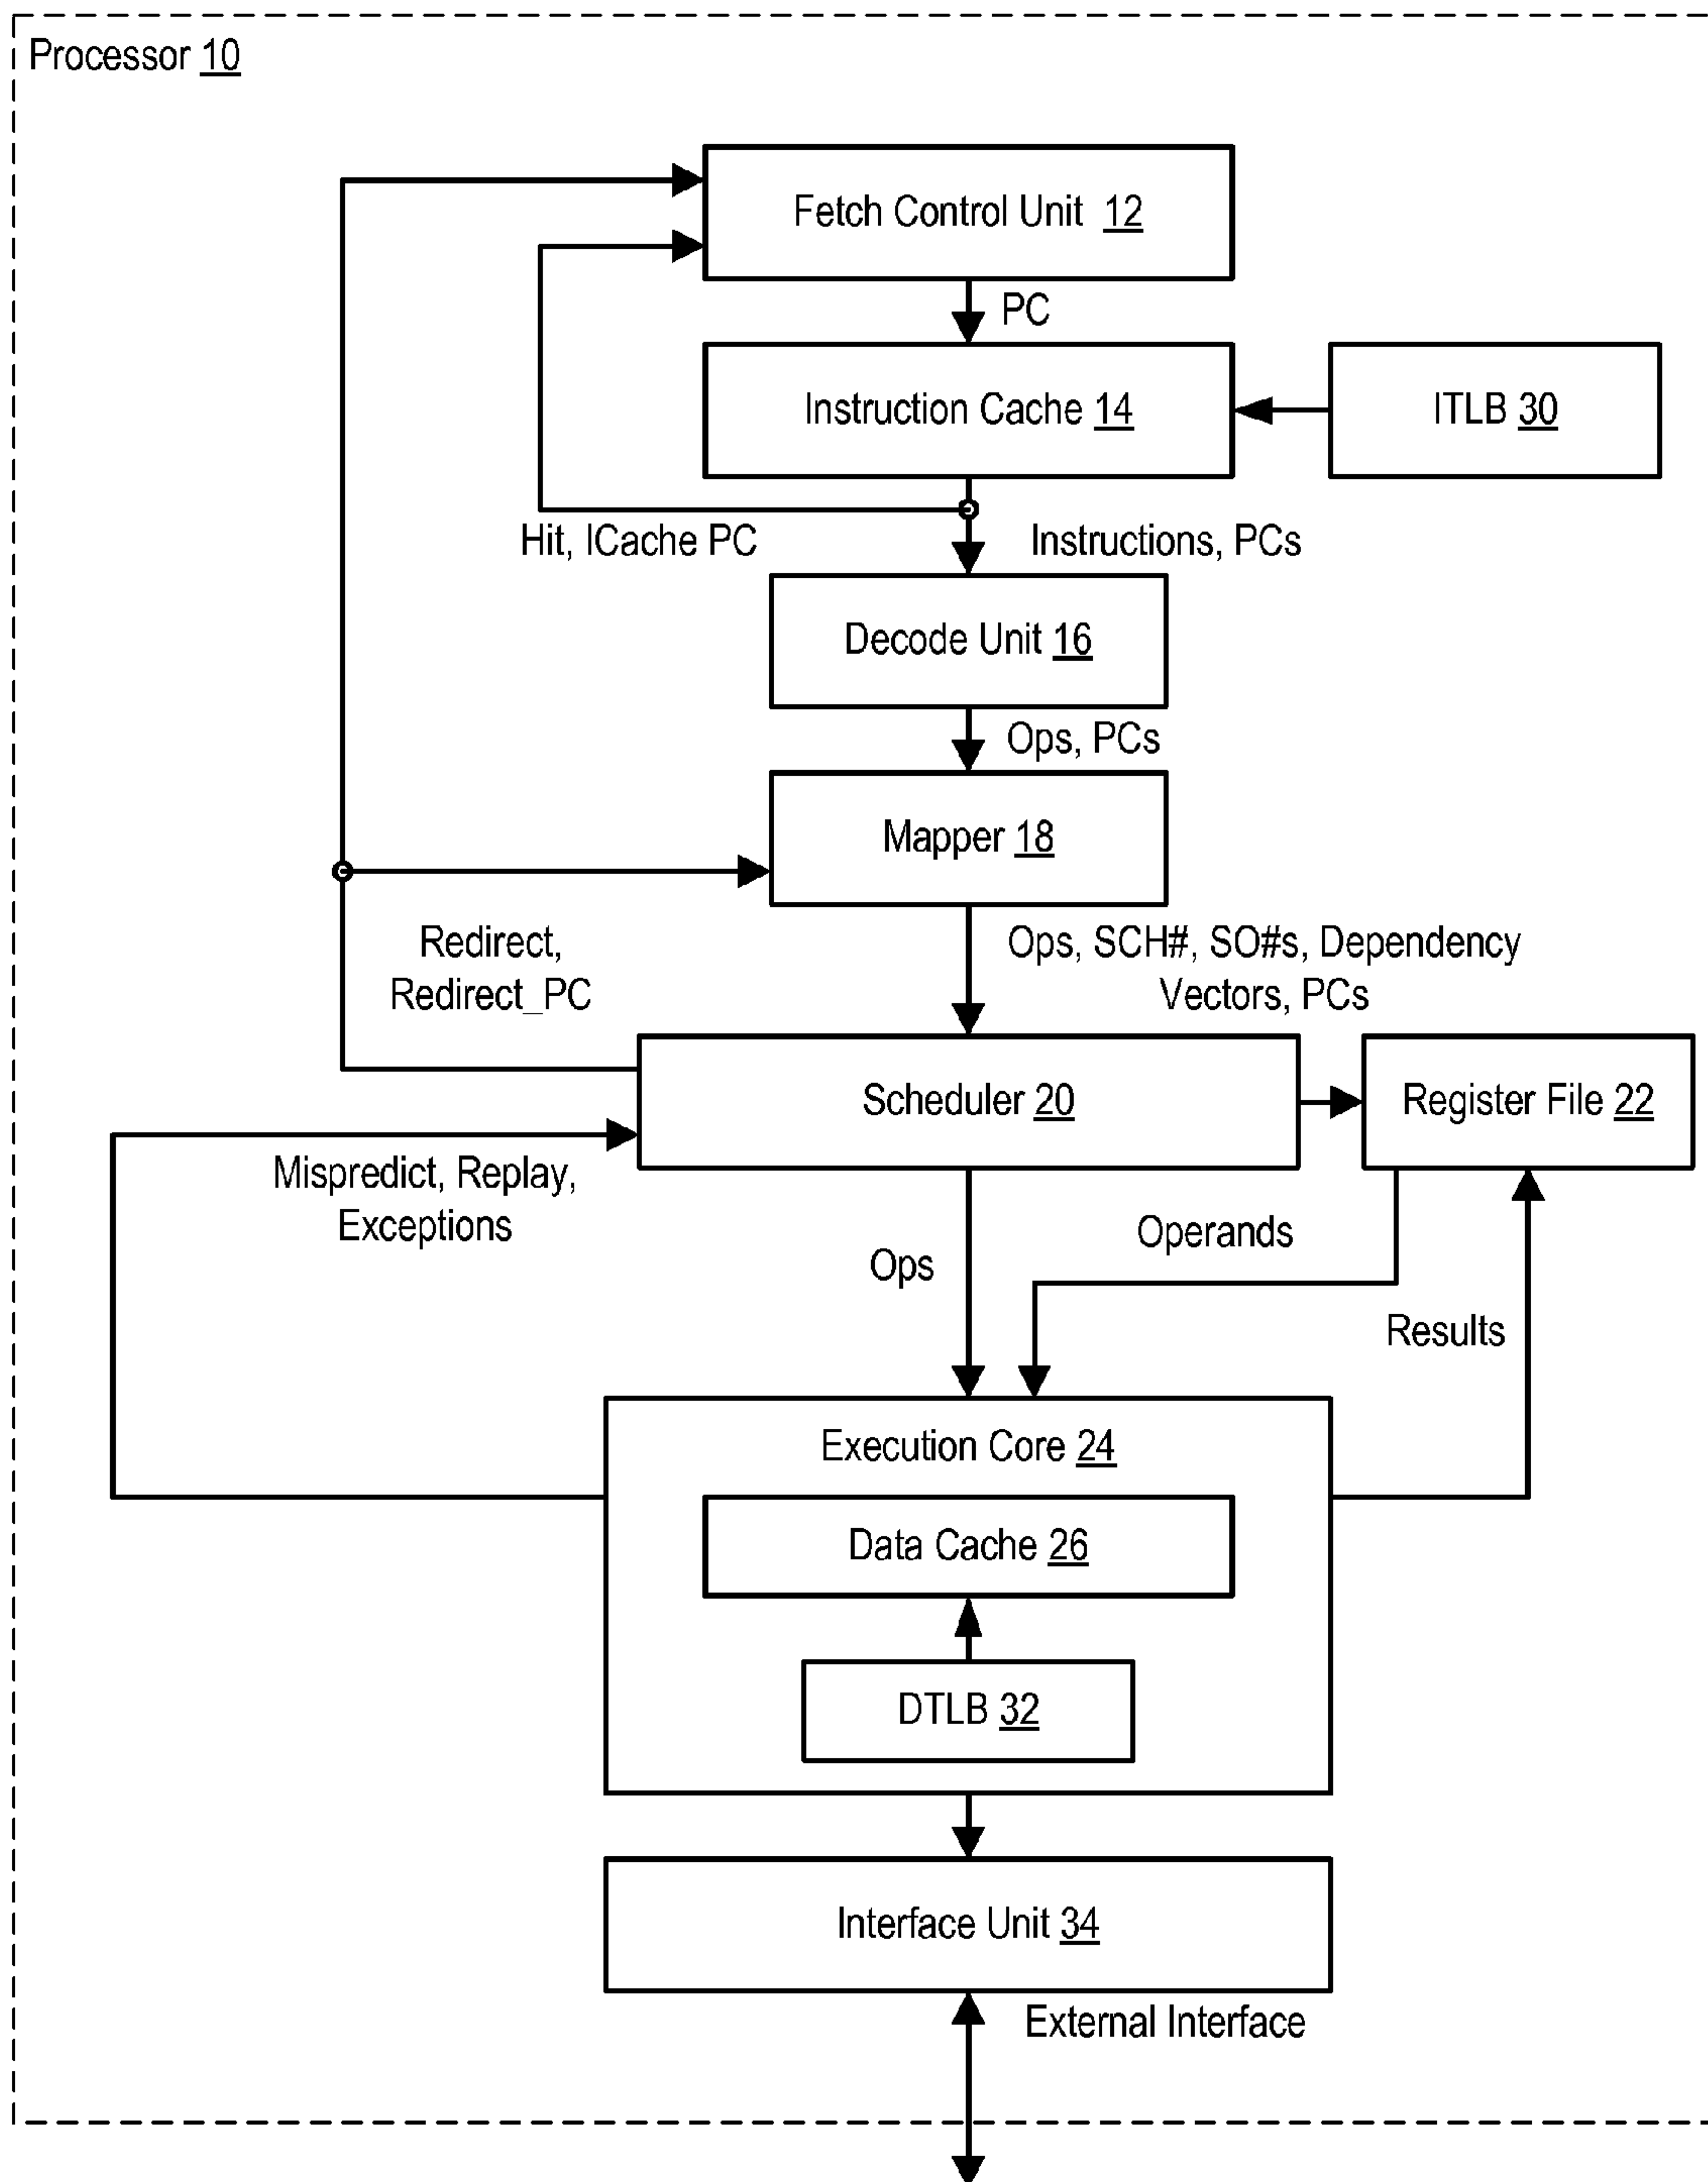 Processor 10
Fetch Control Unit 12
PC
Instruction Cache 14
ITLB 30
Hit, ICache PC
Instructions, PCs
Decode Unit 16
Ops, PCs
Mapper 18
Redirect,
Redirect_PC
Ops, SCH#, SO#s, Dependency
Vectors, PCs
Scheduler 20
Register File 22
Mispredict, Replay,
Exceptions
Ops
Operands
Results
Execution Core 24
Data Cache 26
DTLB 32
Interface Unit 34
External Interface